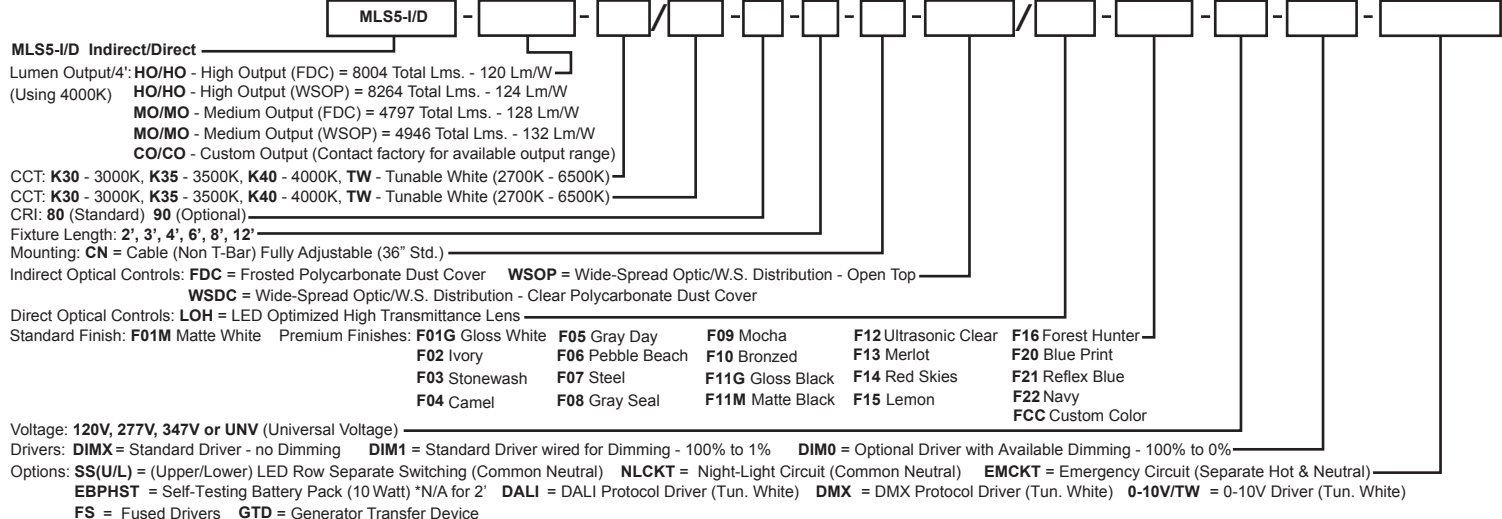 MLS5-I/D - - / - - - - / - - - -
MLS5-I/D Indirect/Direct
Lumen Output/4': HO/HO - High Output (FDC) = 8004 Total Lms. - 120 Lm/W
(Using 4000K) HO/HO - High Output (WSOP) = 8264 Total Lms. - 124 Lm/W
MO/MO - Medium Output (FDC) = 4797 Total Lms. - 128 Lm/W
MO/MO - Medium Output (WSOP) = 4946 Total Lms. - 132 Lm/W
CO/CO - Custom Output (Contact factory for available output range)
CCT: K30 - 3000K, K35 - 3500K, K40 - 4000K, TW - Tunable White (2700K - 6500K)
CCT: K30 - 3000K, K35 - 3500K, K40 - 4000K, TW - Tunable White (2700K - 6500K)
CRI: 80 (Standard) 90 (Optional)
Fixture Length: 2’, 3’, 4’, 6’, 8’, 12’
Mounting: CN = Cable (Non T-Bar) Fully Adjustable (36” Std.)
Indirect Optical Controls: FDC = Frosted Polycarbonate Dust Cover WSOP = Wide-Spread Optic/W.S. Distribution - Open Top
WSDC = Wide-Spread Optic/W.S. Distribution - Clear Polycarbonate Dust Cover
Direct Optical Controls: LOH = LED Optimized High Transmittance Lens
Standard Finish: F01M Matte White Premium Finishes: F01G Gloss White F05 Gray Day F09 Mocha F12 Ultrasonic Clear F16 Forest Hunter
F02 Ivory F06 Pebble Beach F10 Bronzed F13 Merlot F20 Blue Print
F03 Stonewash F07 Steel F11G Gloss Black F14 Red Skies F21 Reflex Blue
F04 Camel F08 Gray Seal F11M Matte Black F15 Lemon F22 Navy
FCC Custom Color
Voltage: 120V, 277V, 347V or UNV (Universal Voltage)
Drivers: DIMX = Standard Driver - no Dimming DIM1 = Standard Driver wired for Dimming - 100% to 1% DIM0 = Optional Driver with Available Dimming - 100% to 0%
Options: SS(U/L) = (Upper/Lower) LED Row Separate Switching (Common Neutral) NLCKT = Night-Light Circuit (Common Neutral) EMCKT = Emergency Circuit (Separate Hot & Neutral)
EBPHST = Self-Testing Battery Pack (10 Watt) *N/A for 2’ DALI = DALI Protocol Driver (Tun. White) DMX = DMX Protocol Driver (Tun. White) 0-10V/TW = 0-10V Driver (Tun. White)
FS = Fused Drivers GTD = Generator Transfer Device